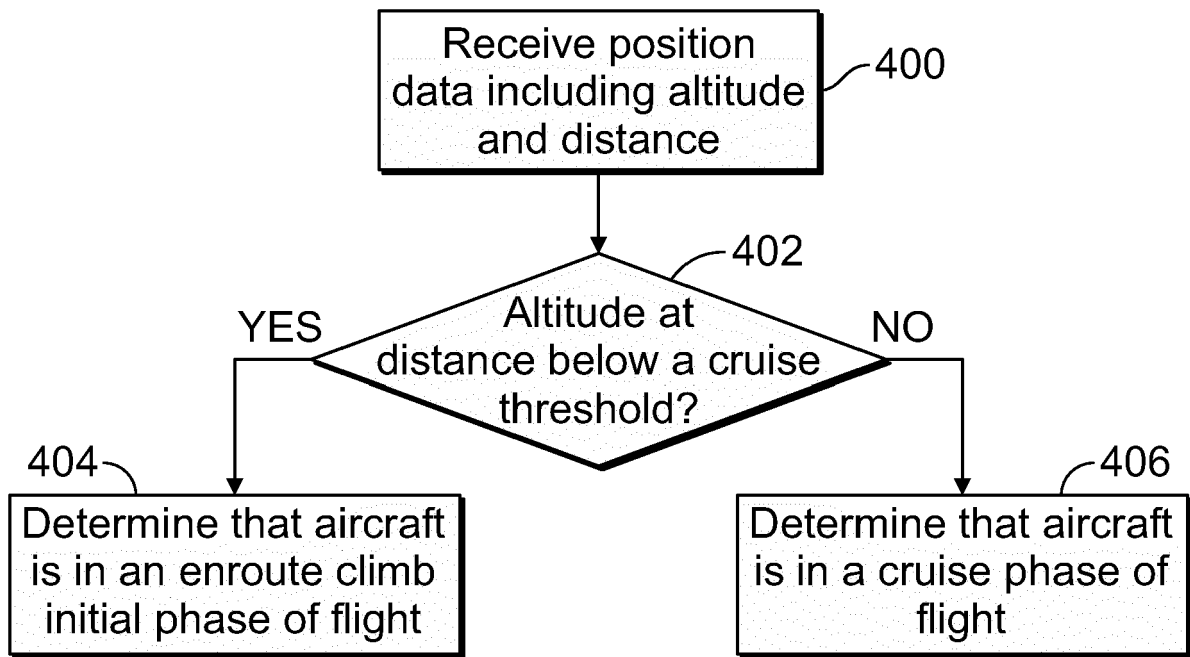 Receive position
data including altitude
and distance
400
402
Altitude at
distance below a cruise
threshold?
YES
NO
404
Determine that aircraft
is in an enroute climb
initial phase of flight
406
Determine that aircraft
is in a cruise phase of
flight